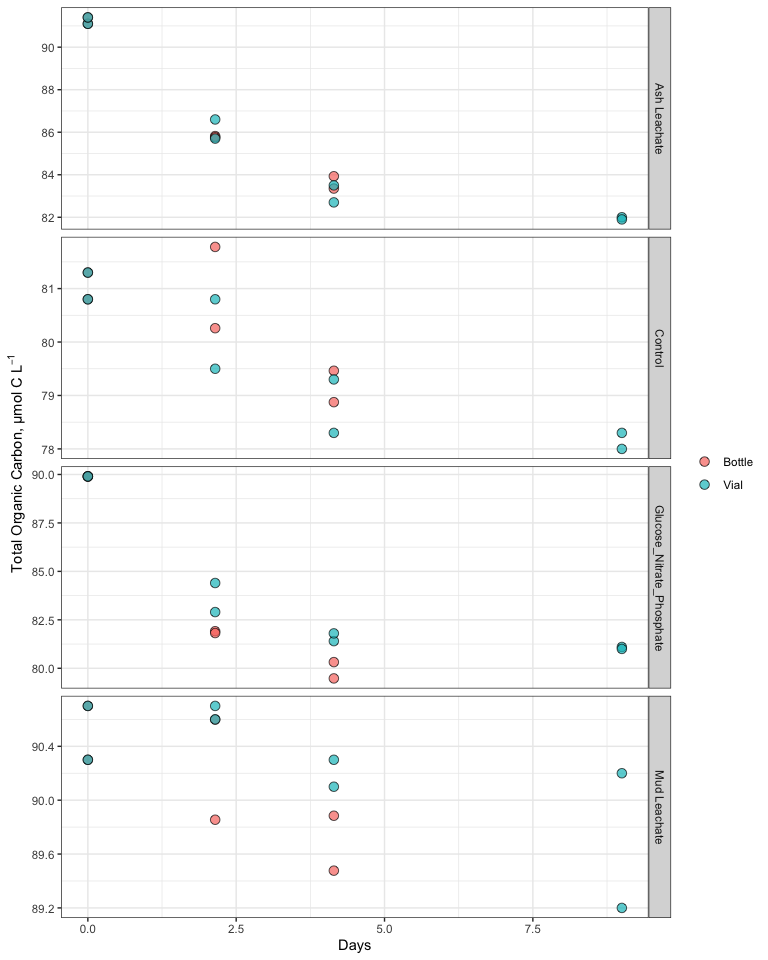 Total Organic Carbon, µmol C L⁻¹
90
88
86
84
82
Ash Leachate
81
80
79
78
Control
90.0
87.5
85.0
82.5
80.0
Glucose_Nitrate_Phosphate
90.4
90.0
89.6
89.2
Mud Leachate
0.0 2.5 5.0 7.5
Days
Bottle
Vial